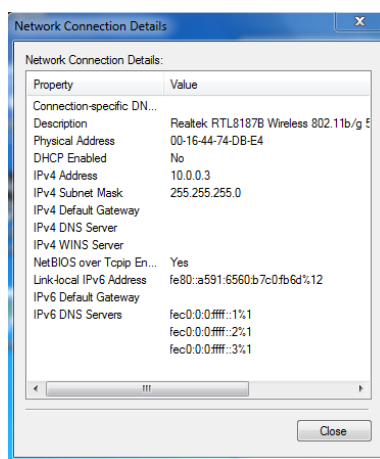 Network Connection Details
X
Network Connection Details:
Property Value
Connection-specific DN...
Description Realtek RTL8187B Wireless 802.11b/g 5
Physical Address 00-16-44-74-DB-E4
DHCP Enabled No
IPv4 Address 10.0.0.3
IPv4 Subnet Mask 255.255.255.0
IPv4 Default Gateway
IPv4 DNS Server
IPv4 WINS Server
NetBIOS over Tcpip En... Yes
Link-local IPv6 Address fe80::a591:6560:b7c0:fb6d%12
IPv6 Default Gateway
IPv6 DNS Servers fec0:0:0:ffff::1%1
fec0:0:0:ffff::2%1
fec0:0:0:ffff::3%1
Close